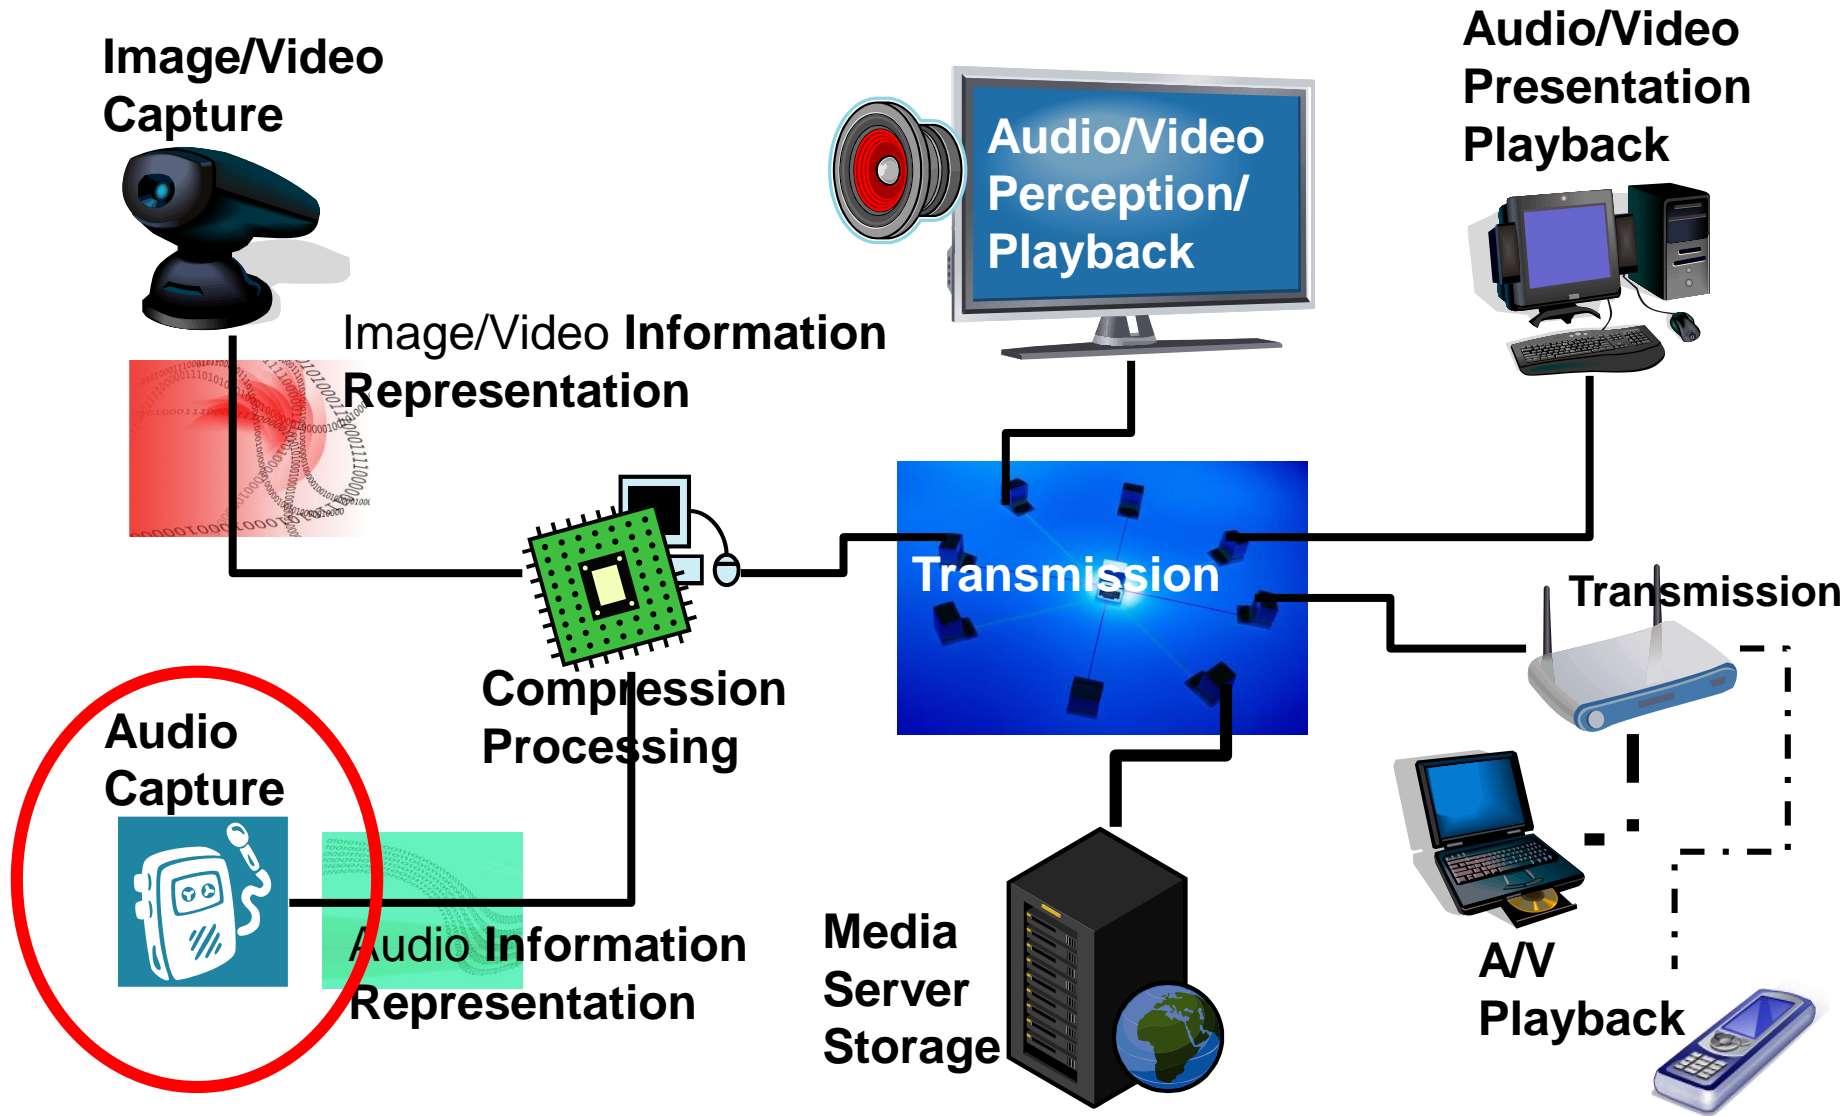 Image/Video
Capture
Audio/Video
Perception/
Playback
Audio/Video
Presentation
Playback
Image/Video Information
Representation
Transmission
Transmission
Compression
Processing
Audio
Capture
Audio Information
Representation
Media
Server
Storage
A/V
Playback